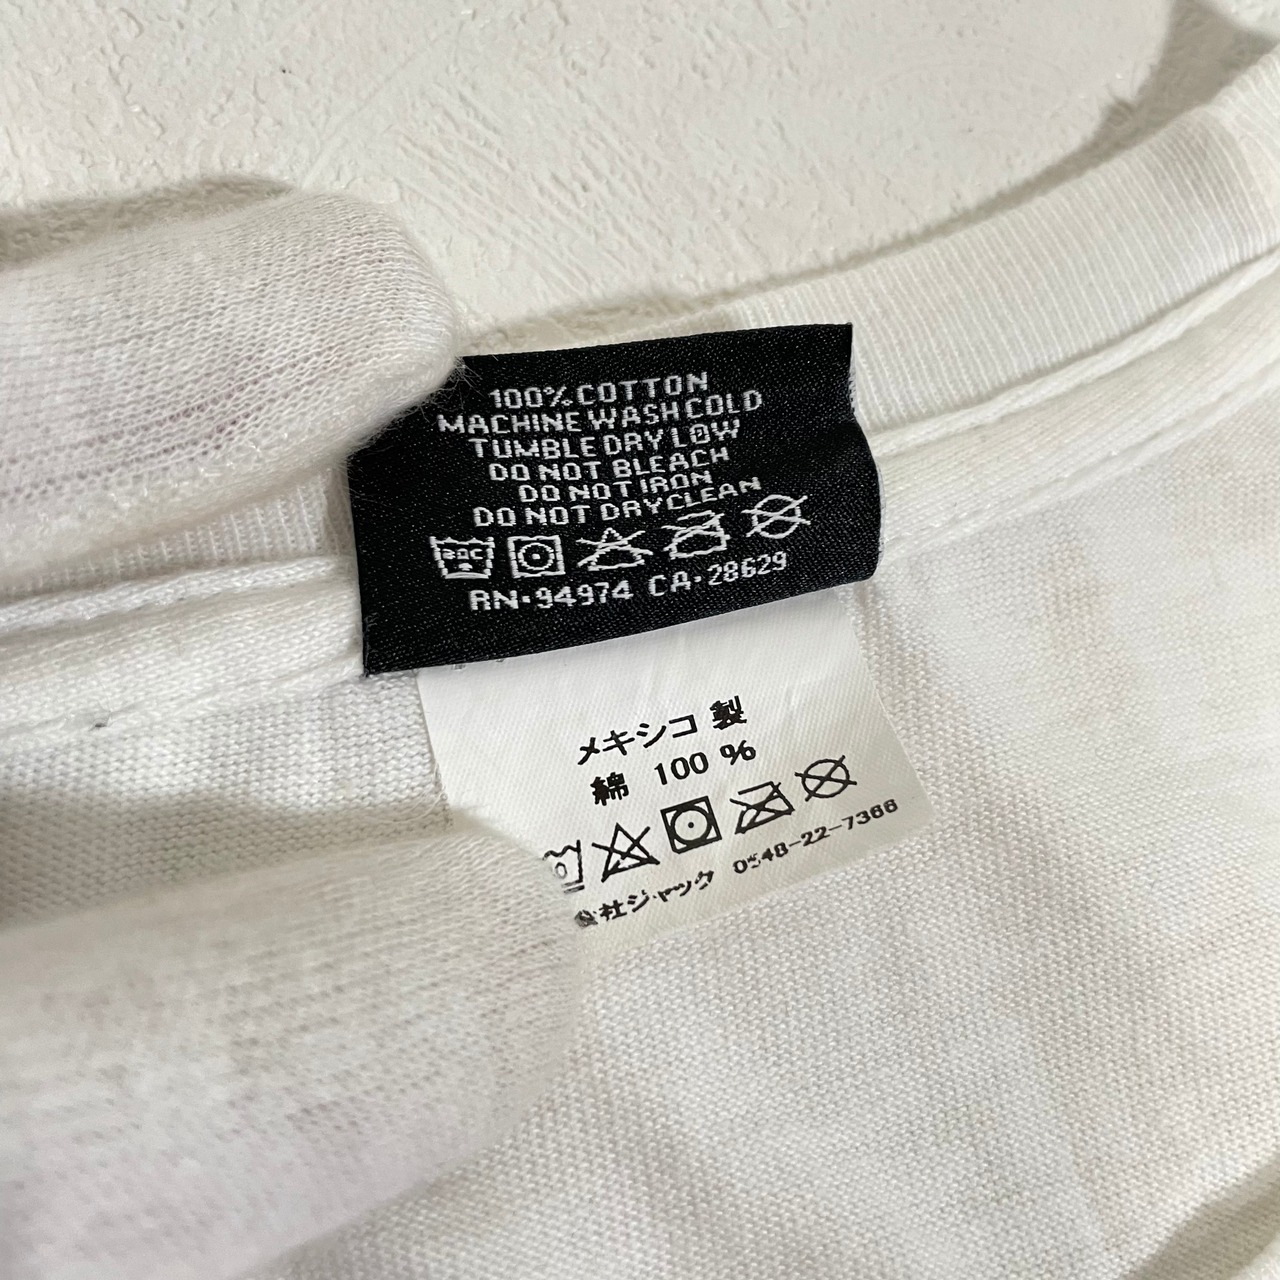 100% COTTON
MACHINE WASH COLD
TUMBLE DRY LOW
DO NOT BLEACH
DO NOT IRON
DO NOT DRYCLEAN
RN·94974 CA·28629
メキシコ 製
綿 100 %
会社ジャック 0548-22-7366